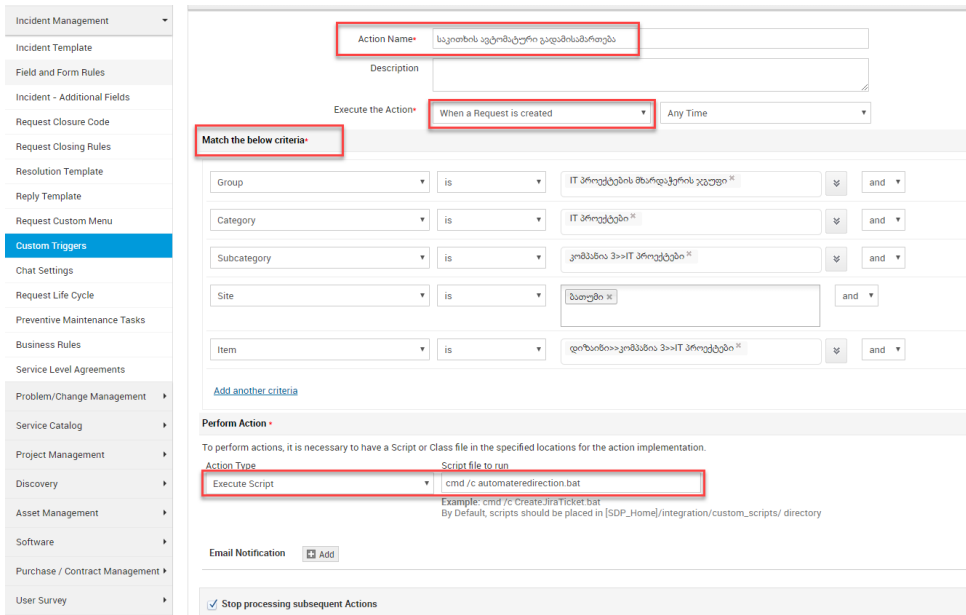 Incident Management
Incident Template
Field and Form Rules
Incident - Additional Fields
Request Closure Code
Request Closing Rules
Resolution Template
Reply Template
Request Custom Menu
Custom Triggers
Chat Settings
Request Life Cycle
Preventive Maintenance Tasks
Business Rules
Service Level Agreements
Problem/Change Management
Service Catalog
Project Management
Discovery
Asset Management
Software
Purchase / Contract Management
User Survey
Action Name* საკითხის ავტომატური გადამისამართება
Description
Execute the Action* When a Request is created Any Time
Match the below criteria*
Group is IT პროექტების მხარდაჭერის ჯგუფი and
Category is IT პროექტები and
Subcategory is კომპანია 3>>IT პროექტები and
Site is ბათუმი and
Item is დიზაინი>>კომპანია 3>>IT პროექტები and
Add another criteria
Perform Action *
To perform actions, it is necessary to have a Script or Class file in the specified locations for the action implementation.
Action Type Script file to run
Execute Script cmd /c automateredirection.bat
Example: cmd /c CreateJiraTicket.bat
By Default, scripts should be placed in [SDP_Home]/integration/custom_scripts/ directory
Email Notification Add
Stop processing subsequent Actions